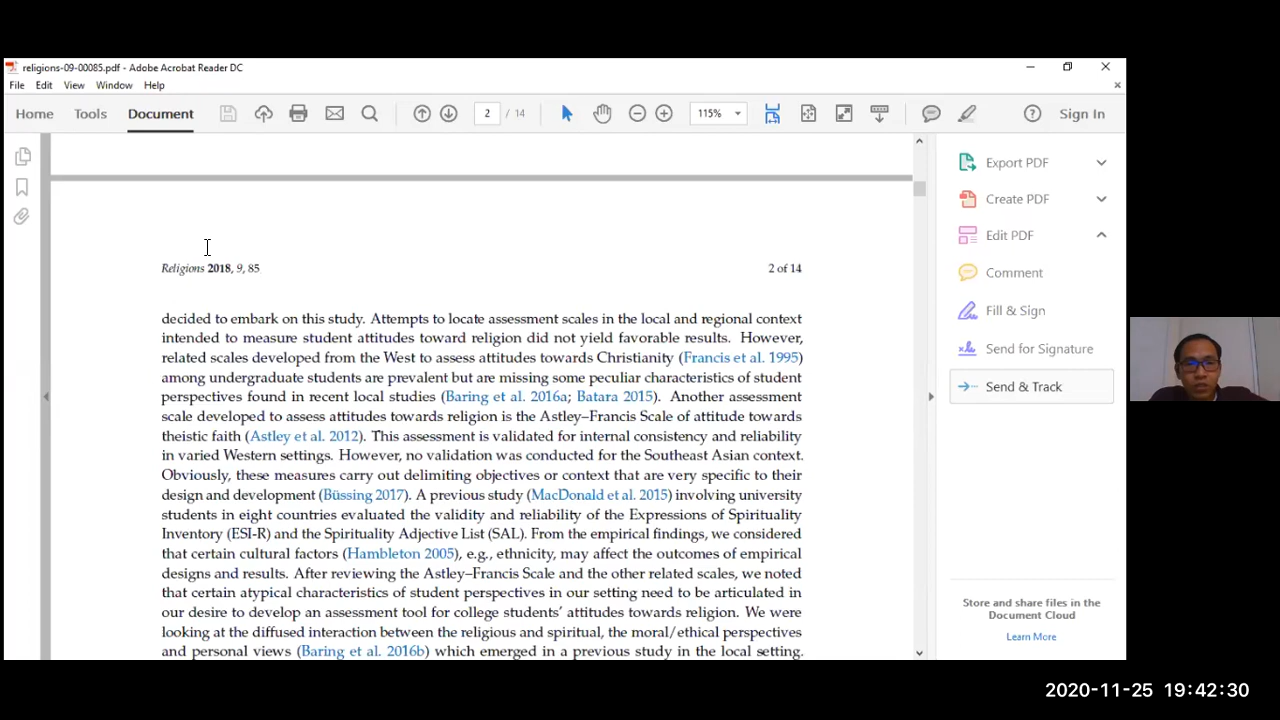 religions-09-00085.pdf - Adobe Acrobat Reader DC
File Edit View Window Help
Home Tools Document 2 / 14 115% Sign In
Export PDF
Create PDF
Edit PDF
Comment
Fill & Sign
Send for Signature
Send & Track
Store and share files in the
Document Cloud
Learn More
Religions 2018, 9, 85 2 of 14
decided to embark on this study. Attempts to locate assessment scales in the local and regional context
intended to measure student attitudes toward religion did not yield favorable results. However,
related scales developed from the West to assess attitudes towards Christianity (Francis et al. 1995)
among undergraduate students are prevalent but are missing some peculiar characteristics of student
perspectives found in recent local studies (Baring et al. 2016a; Batara 2015). Another assessment
scale developed to assess attitudes towards religion is the Astley–Francis Scale of attitude towards
theistic faith (Astley et al. 2012). This assessment is validated for internal consistency and reliability
in varied Western settings. However, no validation was conducted for the Southeast Asian context.
Obviously, these measures carry out delimiting objectives or context that are very specific to their
design and development (Büssing 2017). A previous study (MacDonald et al. 2015) involving university
students in eight countries evaluated the validity and reliability of the Expressions of Spirituality
Inventory (ESI-R) and the Spirituality Adjective List (SAL). From the empirical findings, we considered
that certain cultural factors (Hambleton 2005), e.g., ethnicity, may affect the outcomes of empirical
designs and results. After reviewing the Astley–Francis Scale and the other related scales, we noted
that certain atypical characteristics of student perspectives in our setting need to be articulated in
our desire to develop an assessment tool for college students' attitudes towards religion. We were
looking at the diffused interaction between the religious and spiritual, the moral/ethical perspectives
and personal views (Baring et al. 2016b) which emerged in a previous study in the local setting.
2020-11-25 19:42:30